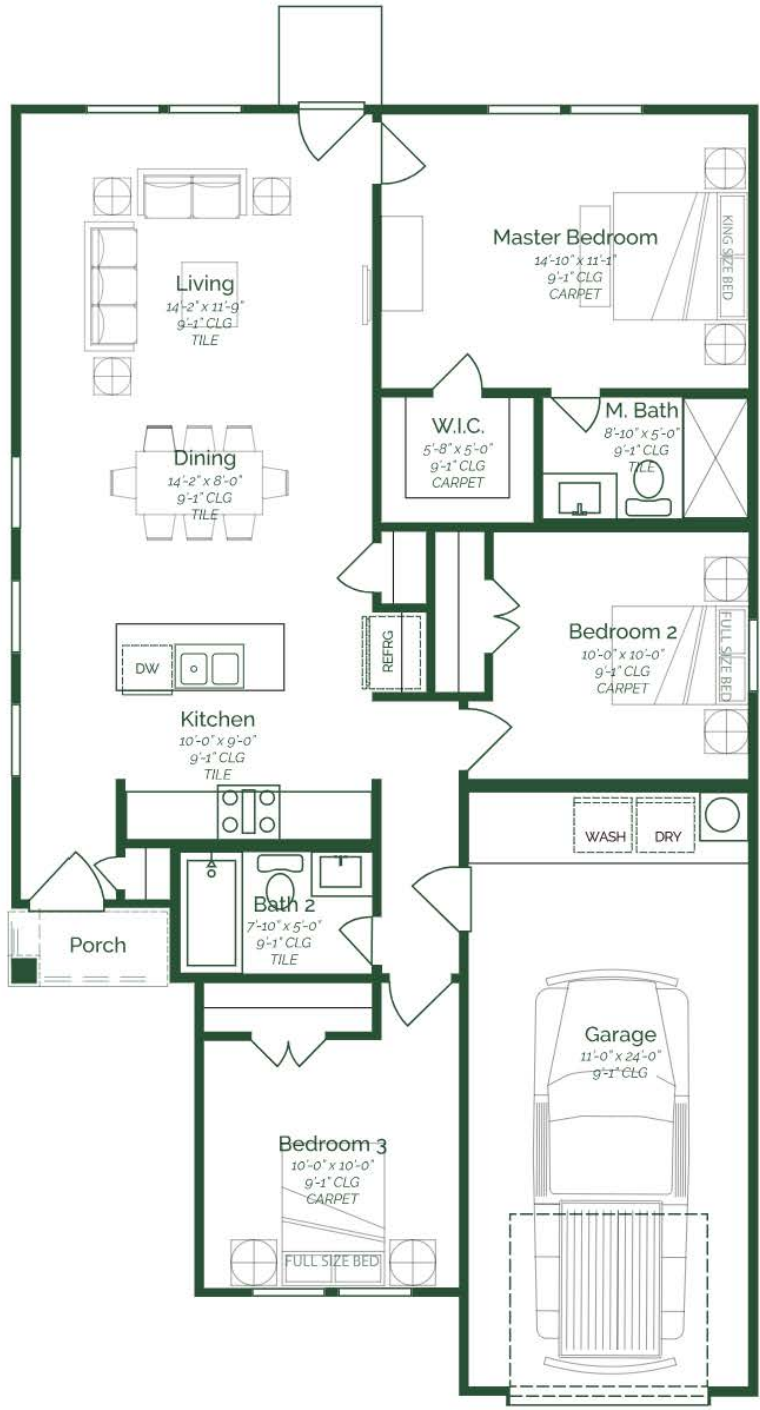 Master Bedroom
14'-10" x 11'-1"
9'-1" CLG
CARPET
KING SIZE BED
Living
14'-2" x 11'-9"
9'-1" CLG
TILE
W.I.C.
5'-8" x 5'-0"
9'-1" CLG
CARPET
M. Bath
8'-10" x 5'-0"
9'-1" CLG
TILE
Dining
14'-2" x 8'-0"
9'-1" CLG
TILE
Bedroom 2
10'-0" x 10'-0"
9'-1" CLG
CARPET
FULL SIZE BED
REFRG
DW
Kitchen
10'-0" x 9'-0"
9'-1" CLG
TILE
WASH
DRY
Bath 2
7'-10" x 5'-0"
9'-1" CLG
TILE
Porch
Garage
11'-0" x 24'-0"
9'-1" CLG
Bedroom 3
10'-0" x 10'-0"
9'-1" CLG
CARPET
FULL SIZE BED